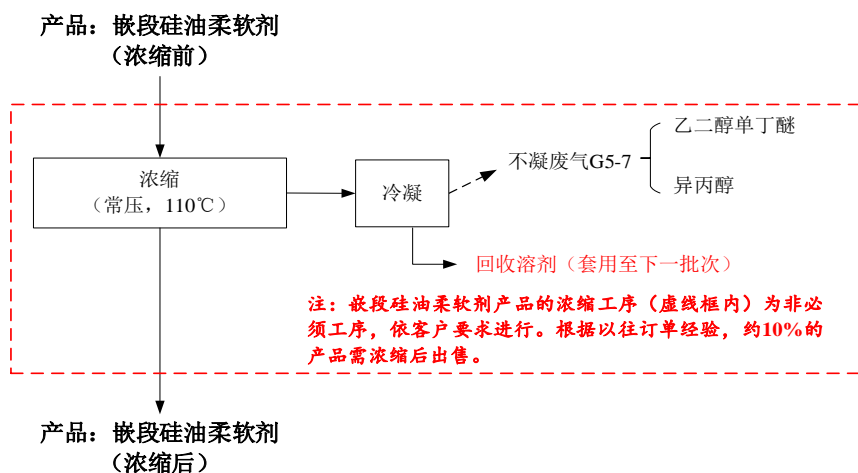 产品：嵌段硅油柔软剂
（浓缩前）
乙二醇单丁醚
不凝废气G5-7
异丙醇
浓缩
（常压，110℃）
冷凝
回收溶剂（套用至下一批次）
注：嵌段硅油柔软剂产品的浓缩工序（虚线框内）为非必
须工序，依客户要求进行。根据以往订单经验，约10%的
产品需浓缩后出售。
产品：嵌段硅油柔软剂
（浓缩后）